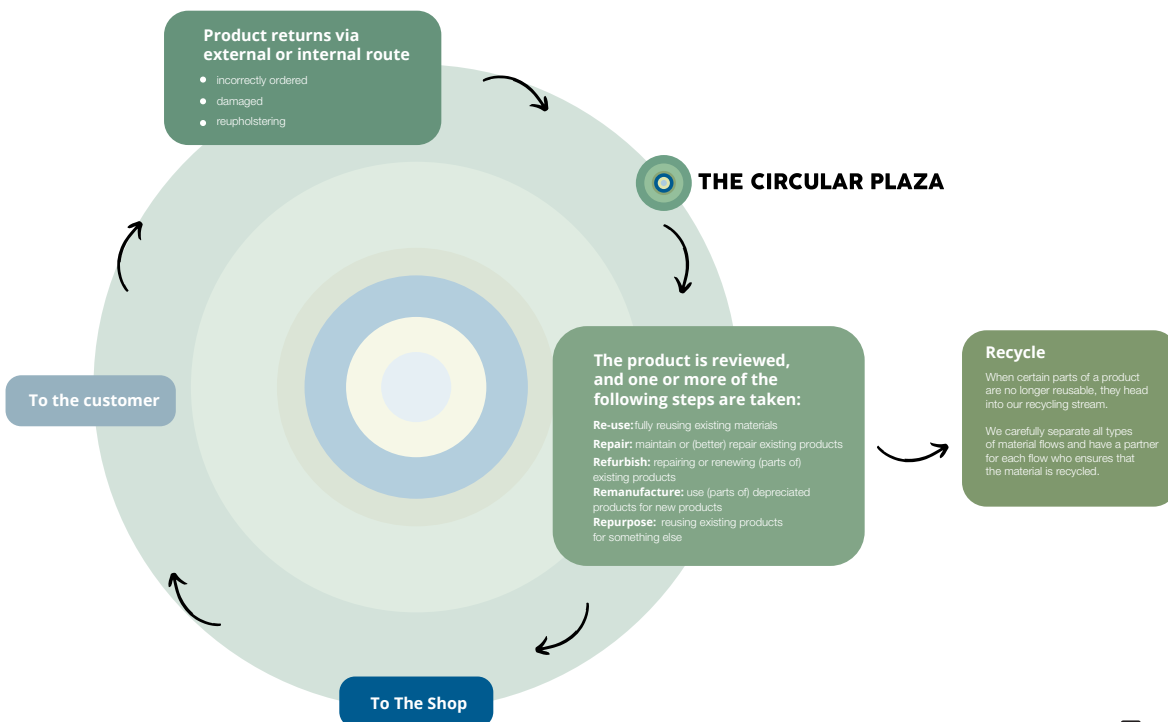 Product returns via
external or internal route
incorrectly ordered
damaged
reupholstering
THE CIRCULAR PLAZA
The product is reviewed,
and one or more of the
following steps are taken:
Re-use:fully reusing existing materials
Repair: maintain or (better) repair existing products
Refurbish: repairing or renewing (parts of)
existing products
Remanufacture: use (parts of) depreciated
products for new products
Repurpose: reusing existing products
for something else
Recycle
When certain parts of a product
are no longer reusable, they head
into our recycling stream.
We carefully separate all types
of material flows and have a partner
for each flow who ensures that
the material is recycled.
To The Shop
To the customer